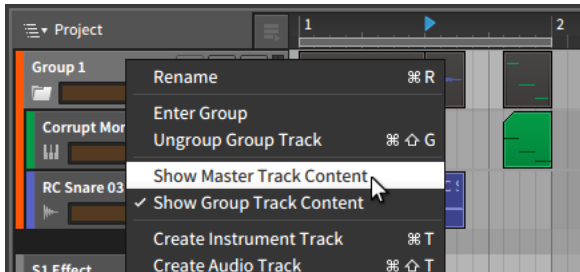 Project
1
2
Group 1
Rename ⌘ R
Enter Group
Corrupt Mor
Ungroup Group Track ⌘ ⇧ G
Show Master Track Content
RC Snare 03
✓ Show Group Track Content
Create Instrument Track ⌘ T
S1 Effect
Create Audio Track ⌘ ⇧ T